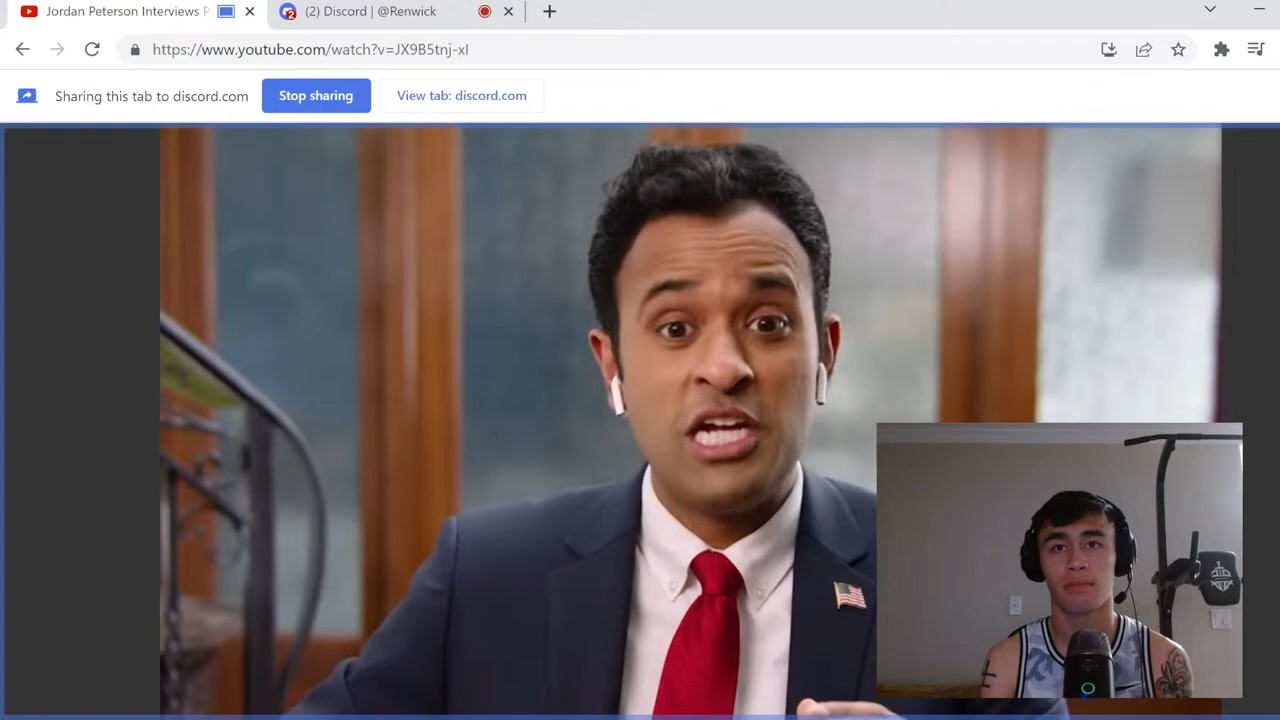 Jordan Peterson Interviews P
(2) Discord | @Renwick
https://www.youtube.com/watch?v=JX9B5tnj-xI
Sharing this tab to discord.com
Stop sharing
View tab: discord.com